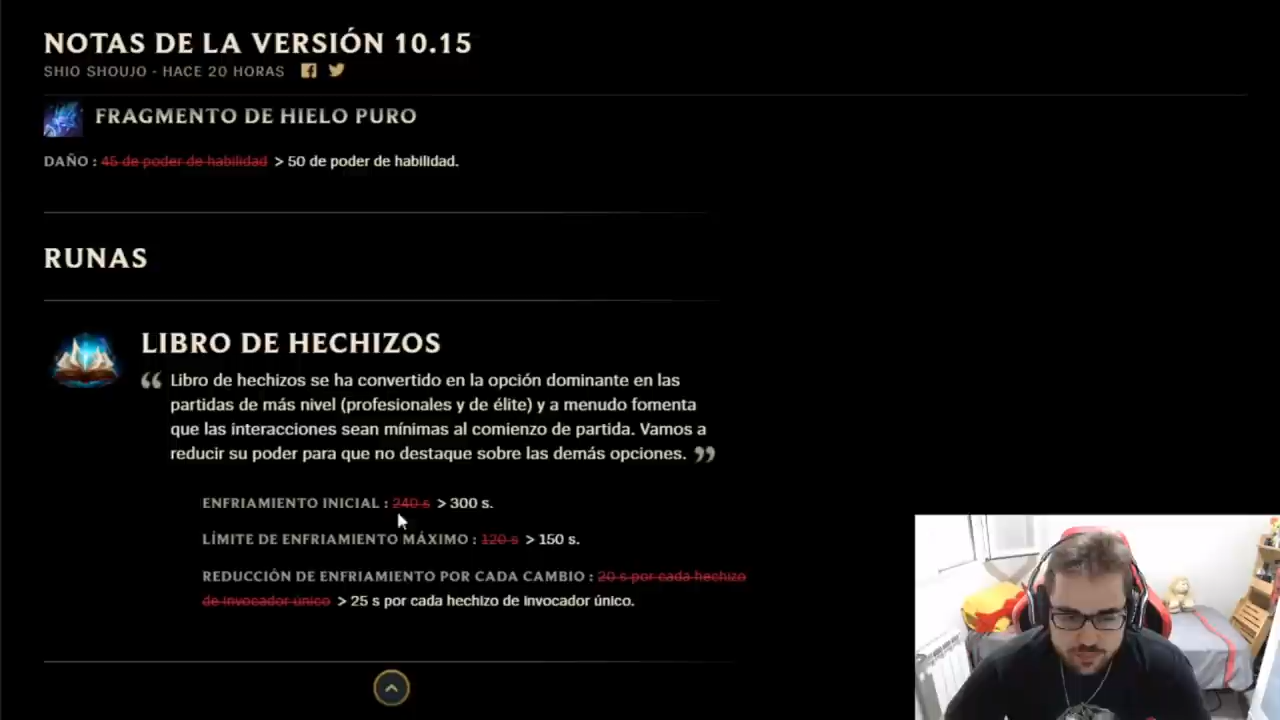 NOTAS DE LA VERSIÓN 10.15
SHIO SHOUJO - HACE 20 HORAS
FRAGMENTO DE HIELO PURO
DAÑO : 45 de poder de habilidad > 50 de poder de habilidad.
RUNAS
LIBRO DE HECHIZOS
“ Libro de hechizos se ha convertido en la opción dominante en las
partidas de más nivel (profesionales y de élite) y a menudo fomenta
que las interacciones sean mínimas al comienzo de partida. Vamos a
reducir su poder para que no destaque sobre las demás opciones. ”
ENFRIAMIENTO INICIAL : 240 s > 300 s.
LÍMITE DE ENFRIAMIENTO MÁXIMO : 120 s > 150 s.
REDUCCIÓN DE ENFRIAMIENTO POR CADA CAMBIO : 20 s por cada hechizo
de invocador único > 25 s por cada hechizo de invocador único.